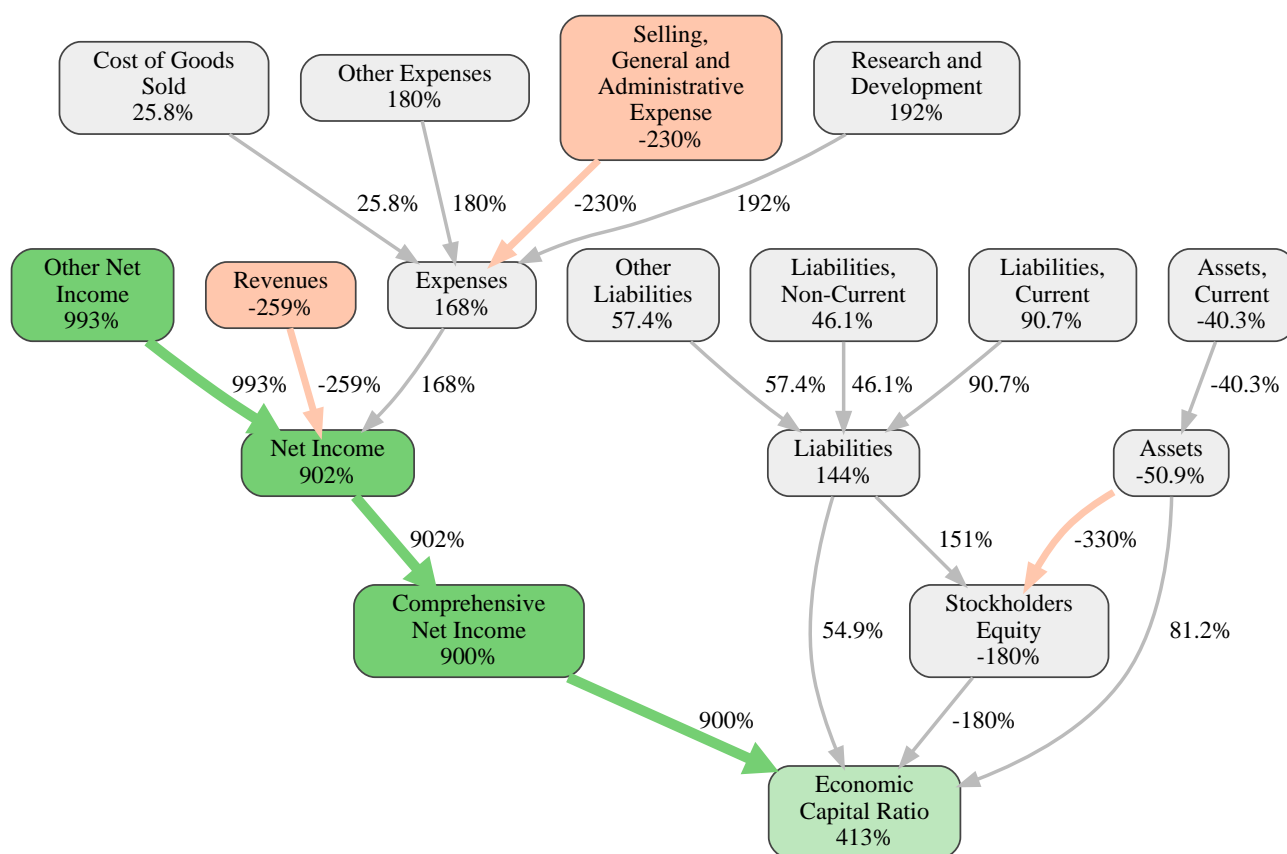 Cost of Goods
Sold
25.8%
Other Expenses
180%
Selling,
General and
Administrative
Expense
-230%
Research and
Development
192%
25.8%
180%
-230%
192%
Other Net
Income
993%
Revenues
-259%
Expenses
168%
Other
Liabilities
57.4%
Liabilities,
Non-Current
46.1%
Liabilities,
Current
90.7%
Assets,
Current
-40.3%
993%
-259%
168%
57.4%
46.1%
90.7%
-40.3%
Net Income
902%
Liabilities
144%
Assets
-50.9%
902%
151%
-330%
Comprehensive
Net Income
900%
54.9%
Stockholders
Equity
-180%
81.2%
900%
-180%
Economic
Capital Ratio
413%